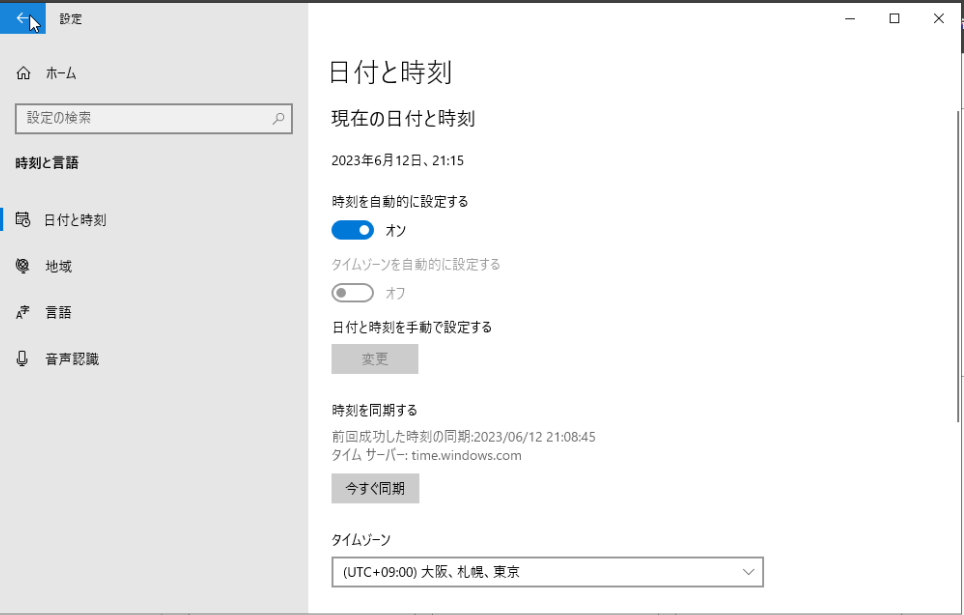 設定
ホーム
設定の検索
時刻と言語
日付と時刻
地域
言語
音声認識
日付と時刻
現在の日付と時刻
2023年6月12日、21:15
時刻を自動的に設定する
オン
タイムゾーンを自動的に設定する
オフ
日付と時刻を手動で設定する
変更
時刻を同期する
前回成功した時刻の同期:2023/06/12 21:08:45
タイム サーバー: time.windows.com
今すぐ同期
タイムゾーン
(UTC+09:00) 大阪、札幌、東京